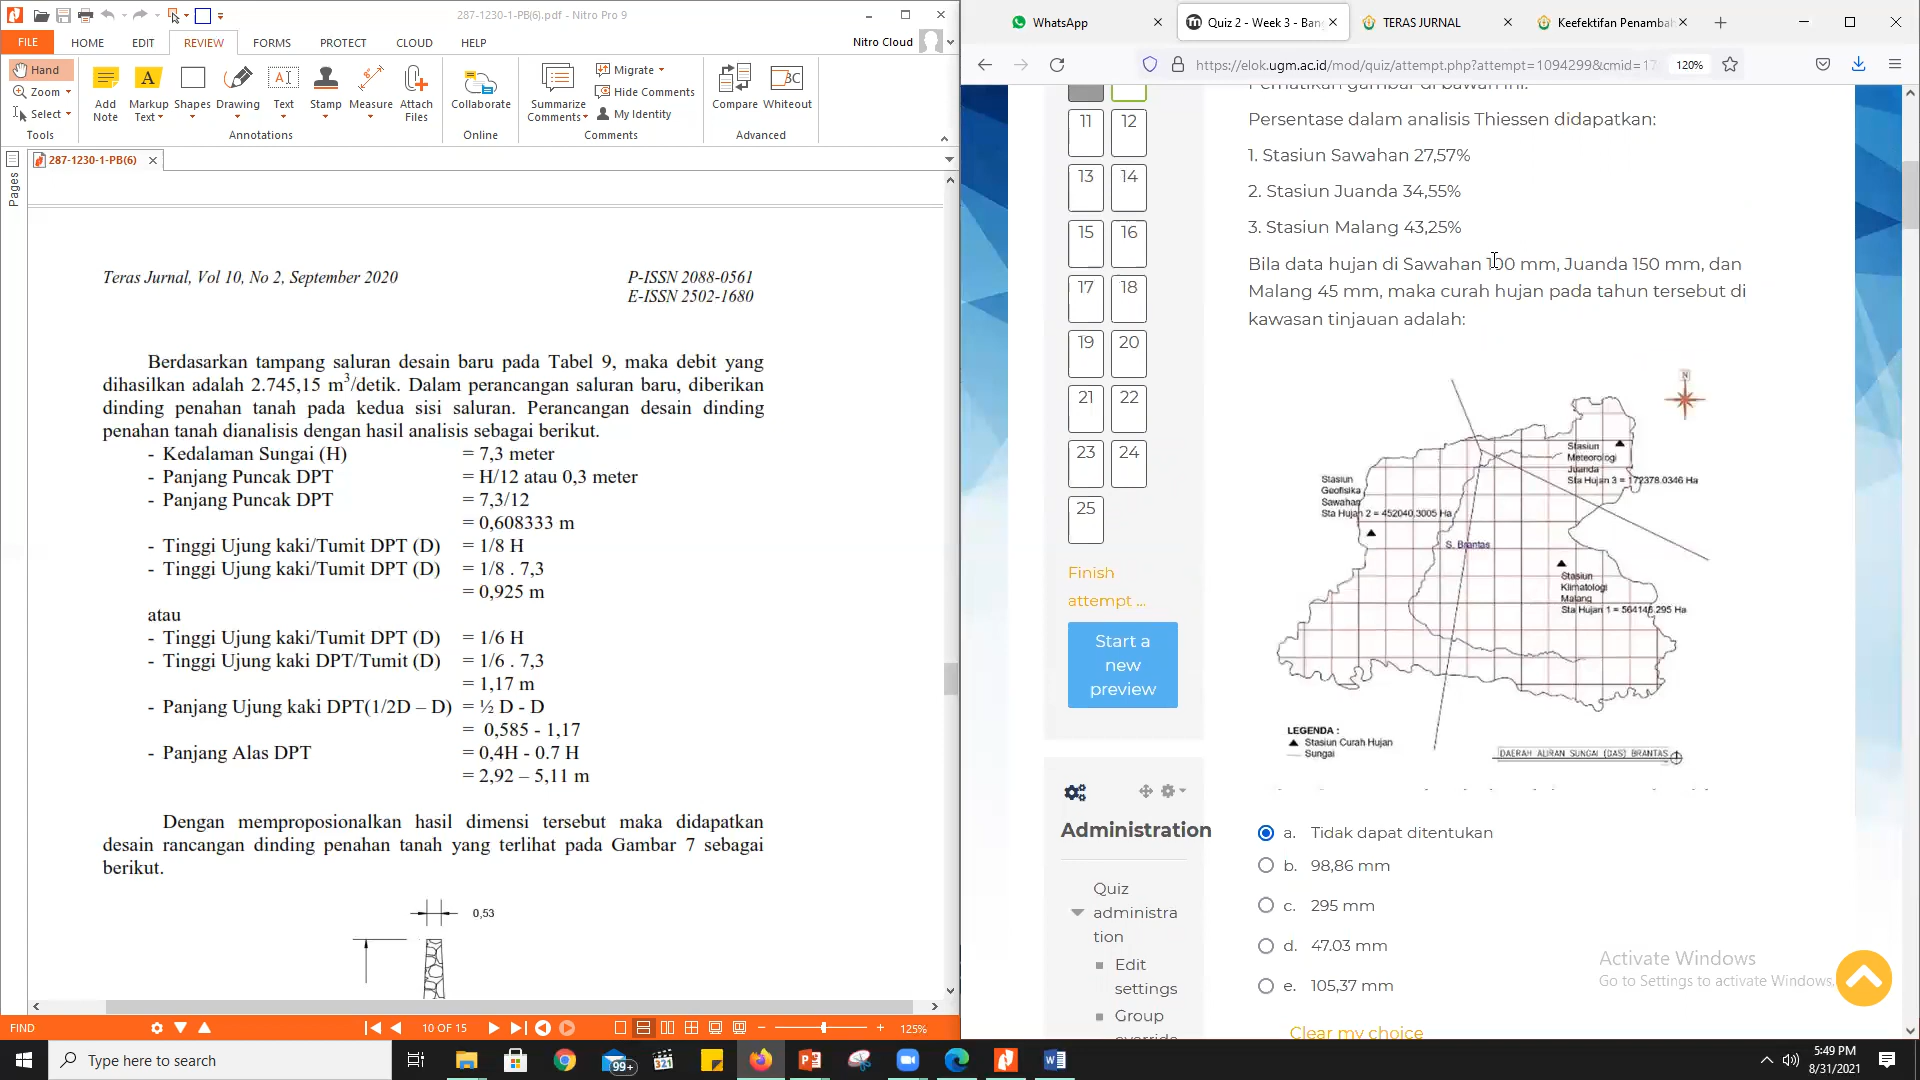 287-1230-1-PB(6).pdf - Nitro Pro 9
FILE
HOME
EDIT
REVIEW
FORMS
PROTECT
CLOUD
HELP
Nitro Cloud
Hand
Zoom
Select
Tools
Add Note
Markup Text
Shapes
Drawing
Text
Stamp
Measure
Attach Files
Annotations
Collaborate
Online
Summarize Comments
Migrate
Hide Comments
My Identity
Comments
Compare
Whiteout
Advanced
287-1230-1-PB(6)
Pages
Teras Jurnal, Vol 10, No 2, September 2020
P-ISSN 2088-0561
E-ISSN 2502-1680
Berdasarkan tampang saluran desain baru pada Tabel 9, maka debit yang
dihasilkan adalah 2.745,15 m³/detik. Dalam perancangan saluran baru, diberikan
dinding penahan tanah pada kedua sisi saluran. Perancangan desain dinding
penahan tanah dianalisis dengan hasil analisis sebagai berikut.
- Kedalaman Sungai (H) = 7,3 meter
- Panjang Puncak DPT = H/12 atau 0,3 meter
- Panjang Puncak DPT = 7,3/12
= 0,608333 m
- Tinggi Ujung kaki/Tumit DPT (D) = 1/8 H
- Tinggi Ujung kaki/Tumit DPT (D) = 1/8 . 7,3
= 0,925 m
atau
- Tinggi Ujung kaki/Tumit DPT (D) = 1/6 H
- Tinggi Ujung kaki DPT/Tumit (D) = 1/6 . 7,3
= 1,17 m
- Panjang Ujung kaki DPT(1/2D – D) = ½ D - D
= 0,585 - 1,17
- Panjang Alas DPT = 0,4H - 0.7 H
= 2,92 – 5,11 m
Dengan memproposionalkan hasil dimensi tersebut maka didapatkan
desain rancangan dinding penahan tanah yang terlihat pada Gambar 7 sebagai
berikut.
0,53
FIND
10 OF 15
125%
WhatsApp
Quiz 2 - Week 3 - Ban
TERAS JURNAL
Keefektifan Penambah
https://elok.ugm.ac.id/mod/quiz/attempt.php?attempt=1094299&cmid=17
120%
11 12
13 14
15 16
17 18
19 20
21 22
23 24
25
Finish
attempt ...
Start a
new
preview
Administration
Quiz
administra
tion
Edit
settings
Group
override
Perhatikan gambar di bawah ini:
Persentase dalam analisis Thiessen didapatkan:
1. Stasiun Sawahan 27,57%
2. Stasiun Juanda 34,55%
3. Stasiun Malang 43,25%
Bila data hujan di Sawahan 100 mm, Juanda 150 mm, dan
Malang 45 mm, maka curah hujan pada tahun tersebut di
kawasan tinjauan adalah:
N
Stasiun
Meteorologi
Juanda
Sta Hujan 3 = 172378.0346 Ha
Stasiun
Geofisika
Sawahan
Sta Hujan 2 = 452040.3005 Ha
S. Brantas
Stasiun
Klimatologi
Malang
Sta Hujan 1 = 564146.295 Ha
LEGENDA :
Stasiun Curah Hujan
Sungai
DAERAH ALIRAN SUNGAI (DAS) BRANTAS
a. Tidak dapat ditentukan
b. 98,86 mm
c. 295 mm
d. 47.03 mm
e. 105,37 mm
Clear my choice
Activate Windows
Go to Settings to activate Windows.
Type here to search
99+
321
5:49 PM
8/31/2021